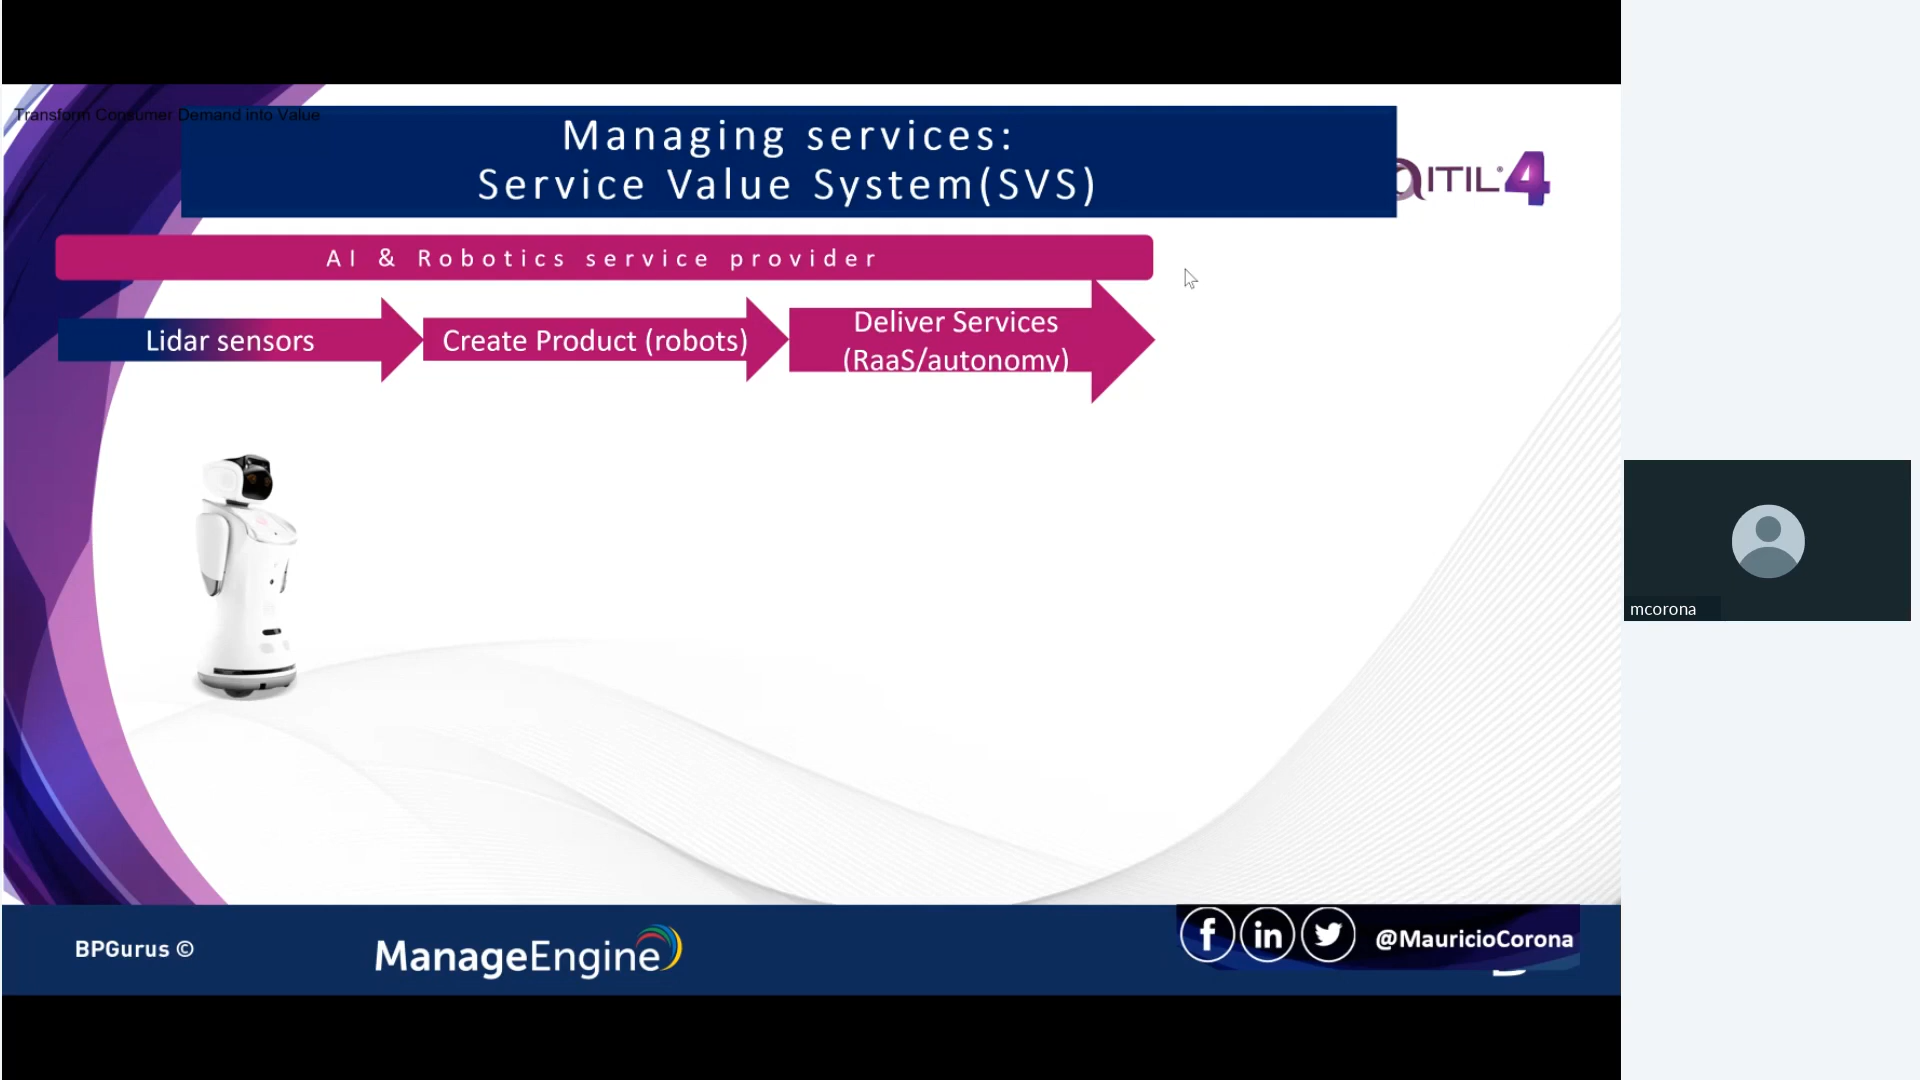 Transform Consumer Demand into Value
Managing services:
Service Value System(SVS)
ITIL® 4
AI & Robotics service provider
Lidar sensors
Create Product (robots)
Deliver Services
(RaaS/autonomy)
mcorona
BPGurus ©
ManageEngine
@MauricioCorona